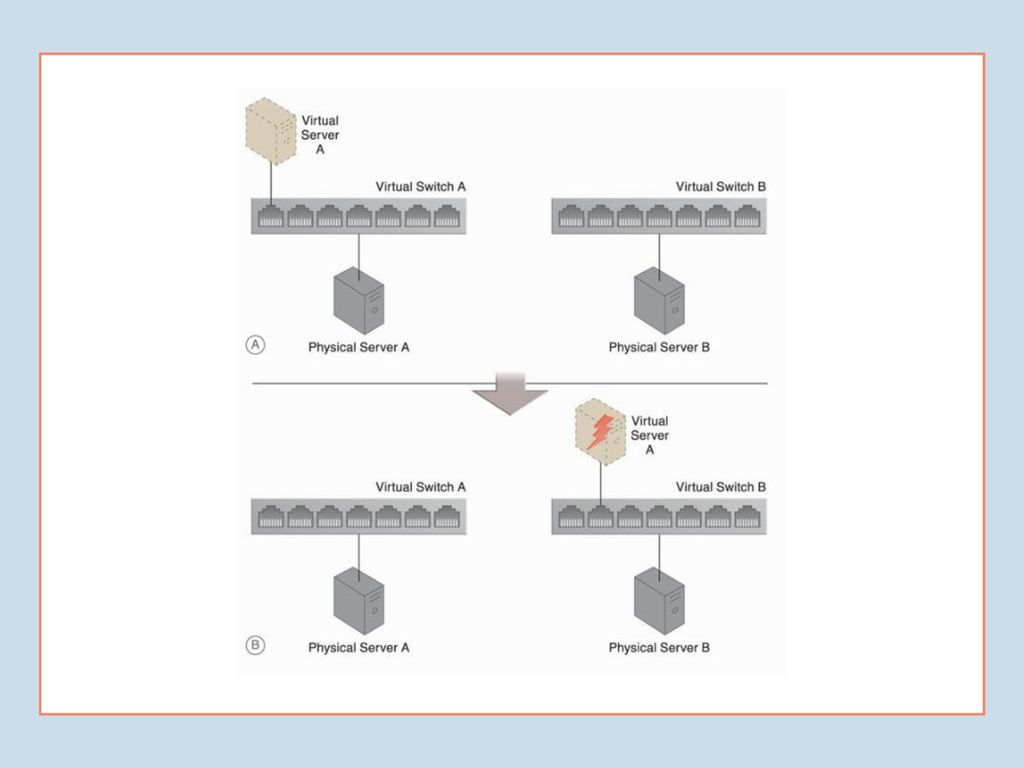 Virtual
Server
A
Virtual Switch A
Virtual Switch B
Physical Server A
Physical Server B
A
Virtual
Server
A
Virtual Switch A
Virtual Switch B
Physical Server A
Physical Server B
B